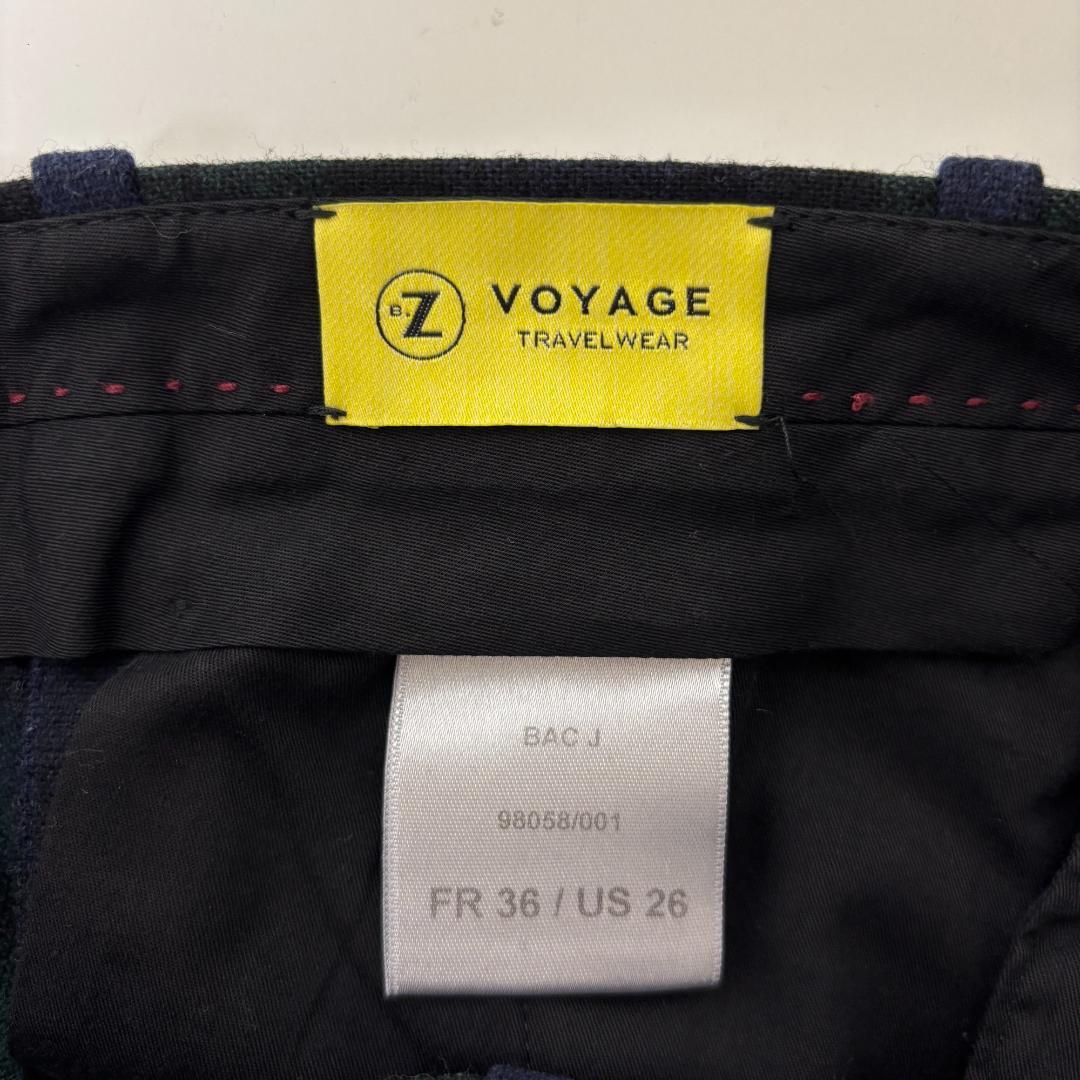 B.Z VOYAGE
TRAVELWEAR
BAC J
98058/001
FR 36 / US 26